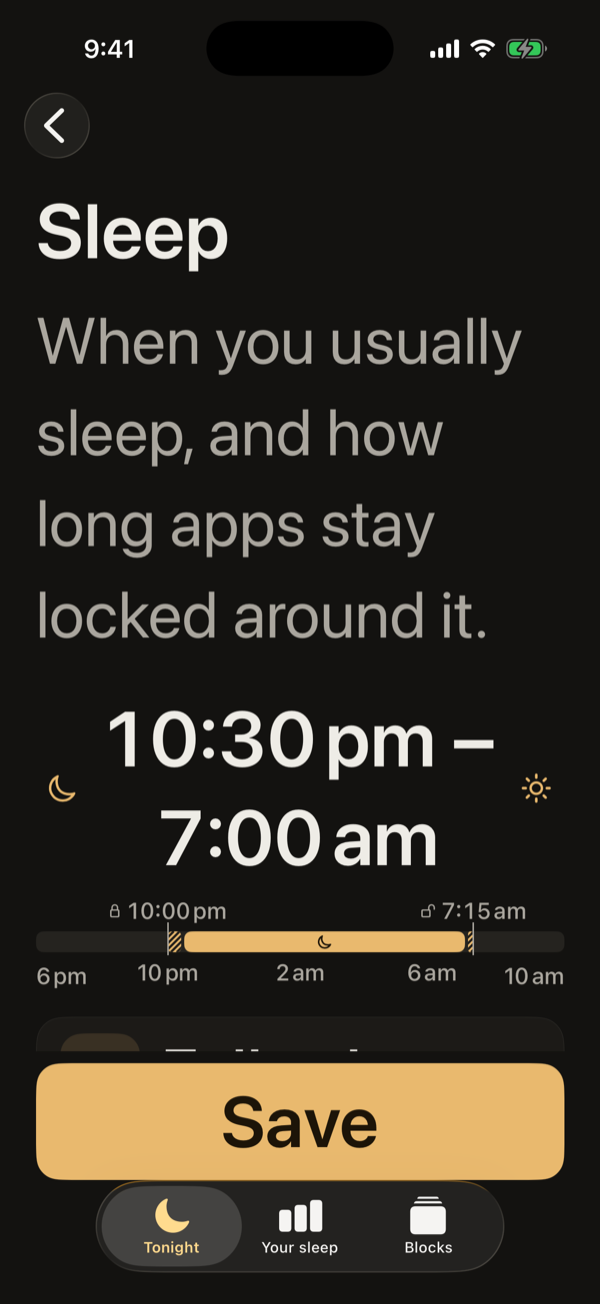 9:41
Sleep
When you usually
sleep, and how
long apps stay
locked around it.
10:30 pm –
7:00 am
10:00 pm 7:15 am
6 pm 10 pm 2 am 6 am 10 am
Save
Tonight Your sleep Blocks